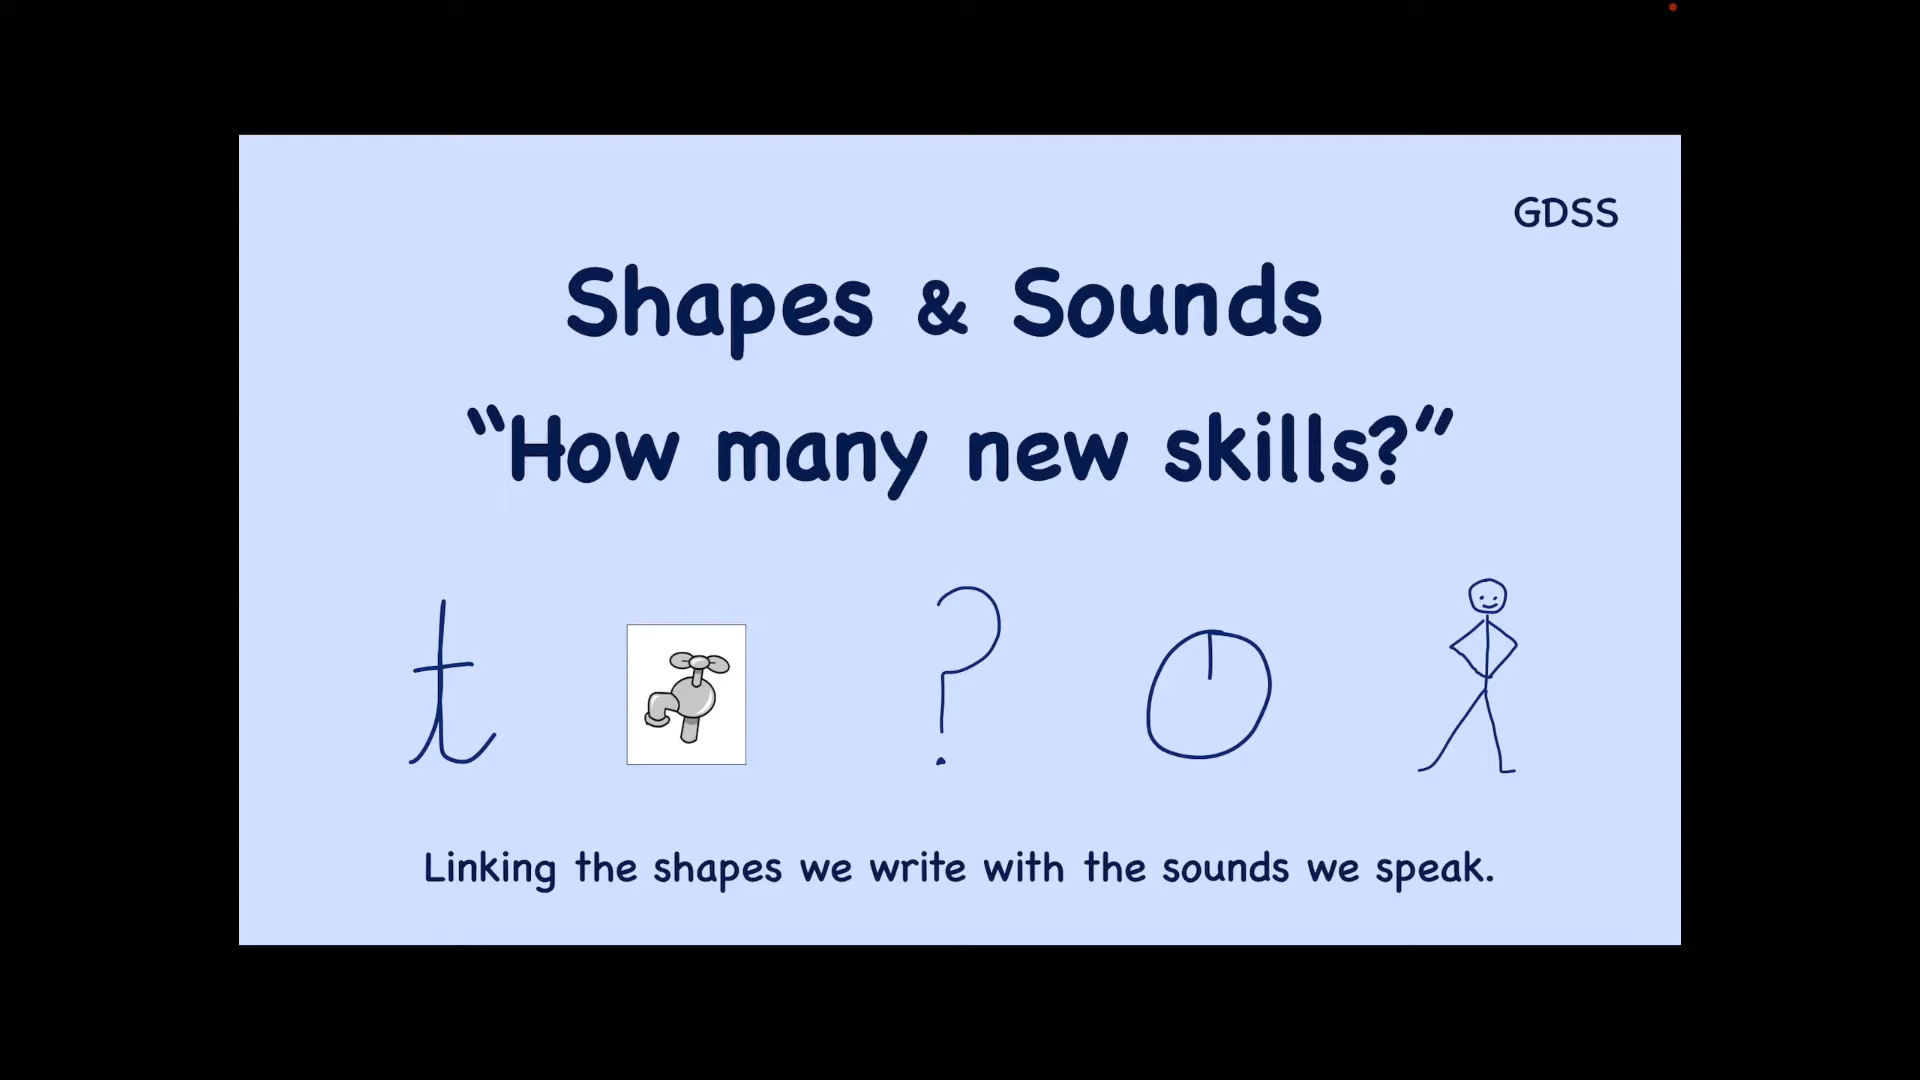 GDSS
Shapes & Sounds
“How many new skills?”
t ?
Linking the shapes we write with the sounds we speak.